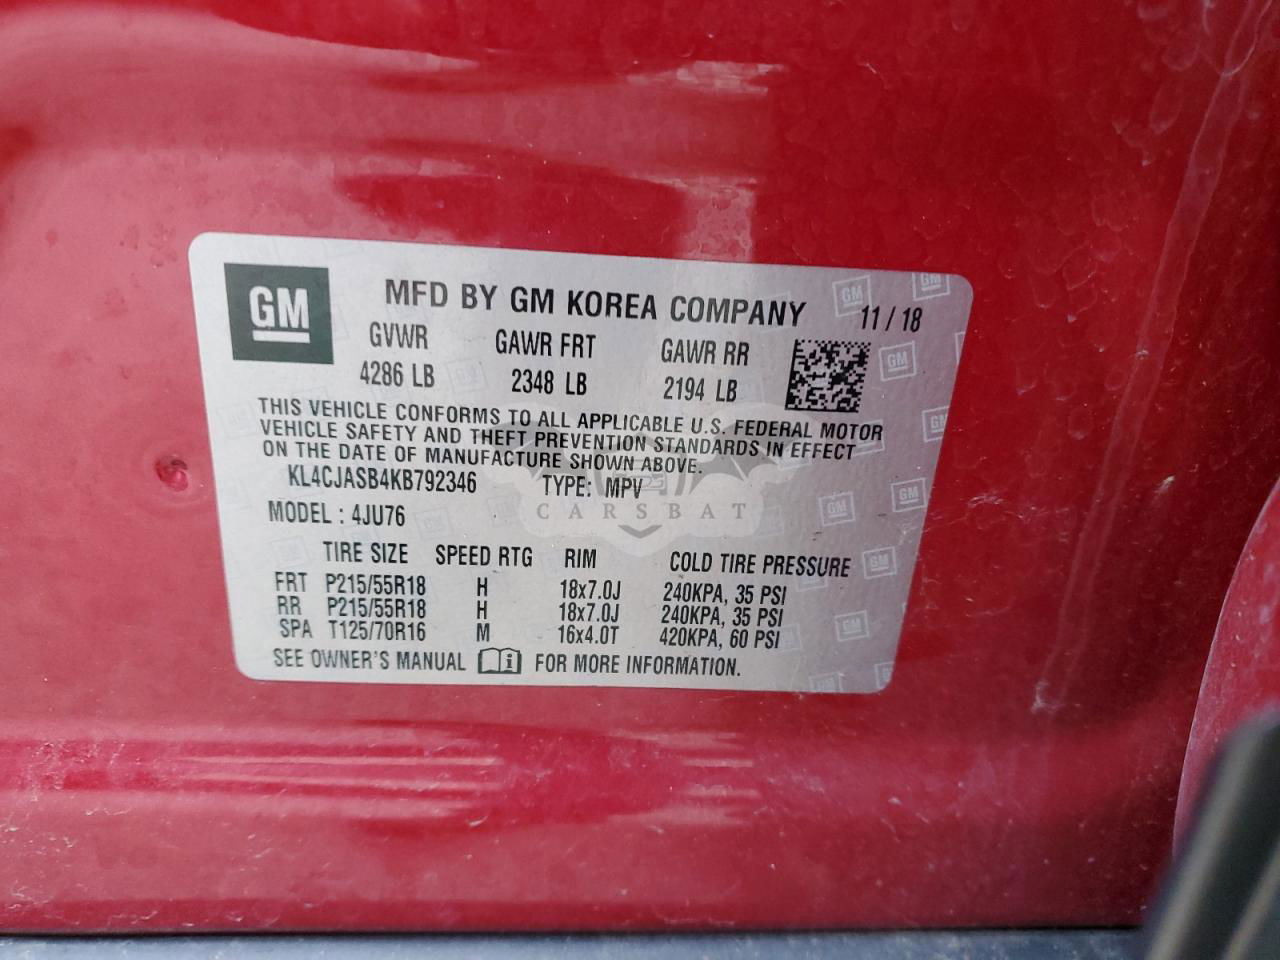 GM MFD BY GM KOREA COMPANY 11 / 18
GVWR GAWR FRT GAWR RR
4286 LB 2348 LB 2194 LB
THIS VEHICLE CONFORMS TO ALL APPLICABLE U.S. FEDERAL MOTOR
VEHICLE SAFETY AND THEFT PREVENTION STANDARDS IN EFFECT
ON THE DATE OF MANUFACTURE SHOWN ABOVE.
KL4CJASB4KB792346 TYPE: MPV
CARSBAT
MODEL : 4JU76
TIRE SIZE SPEED RTG RIM COLD TIRE PRESSURE
FRT P215/55R18 H 18x7.0J 240KPA, 35 PSI
RR P215/55R18 H 18x7.0J 240KPA, 35 PSI
SPA T125/70R16 M 16x4.0T 420KPA, 60 PSI
SEE OWNER'S MANUAL FOR MORE INFORMATION.